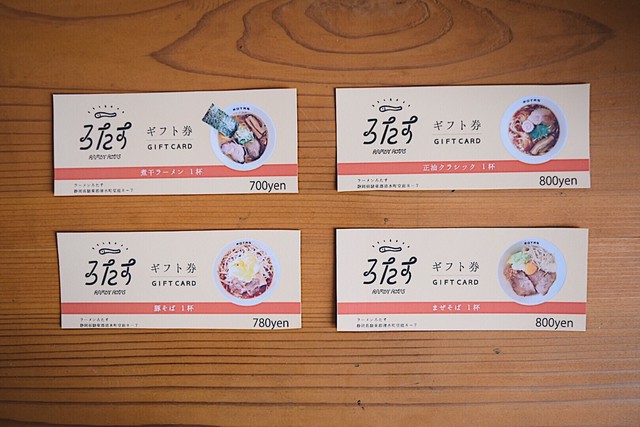 ろたす
RAMEN ROTAS
ギフト券
GIFT CARD
煮干ラーメン 1杯
700yen
ラーメンろたす
ろたす
RAMEN ROTAS
ギフト券
GIFT CARD
正油クラシック 1杯
800yen
ラーメンろたす
ろたす
RAMEN ROTAS
ギフト券
GIFT CARD
豚そば 1杯
780yen
ラーメンろたす
ろたす
RAMEN ROTAS
ギフト券
GIFT CARD
まぜそば 1杯
800yen
ラーメンろたす